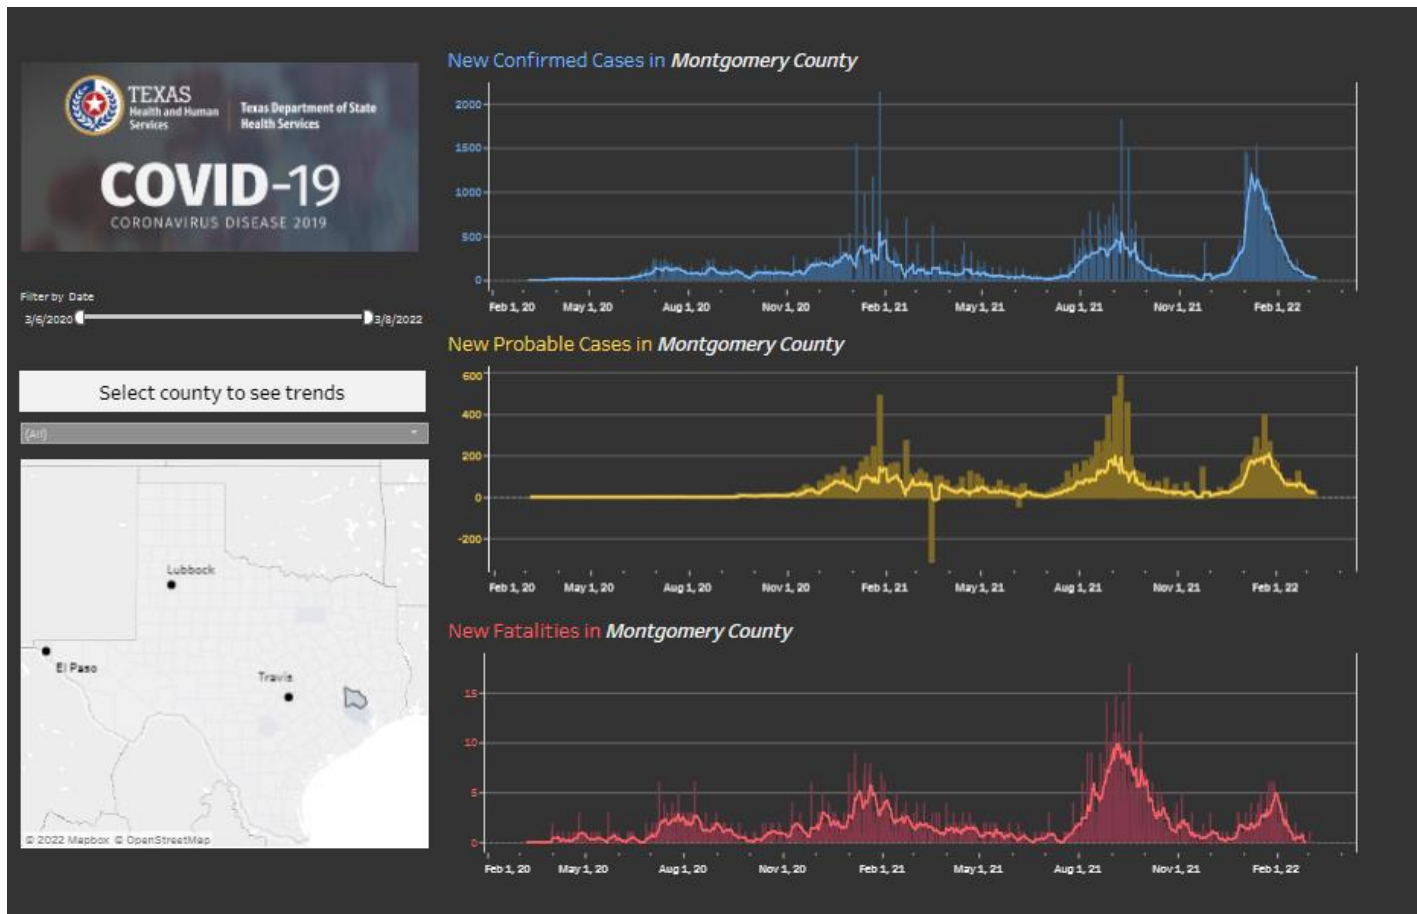 TEXAS
Health and Human
Services
Texas Department of State
Health Services
COVID-19
CORONAVIRUS DISEASE 2019
Filter by Date
3/6/2020
3/8/2022
Select county to see trends
(All)
Lubbock
El Paso
Travis
© 2022 Mapbox © OpenStreetMap
New Confirmed Cases in Montgomery County
2000
1500
1000
500
0
Feb 1, 20 May 1, 20 Aug 1, 20 Nov 1, 20 Feb 1, 21 May 1, 21 Aug 1, 21 Nov 1, 21 Feb 1, 22
New Probable Cases in Montgomery County
600
400
200
0
-200
Feb 1, 20 May 1, 20 Aug 1, 20 Nov 1, 20 Feb 1, 21 May 1, 21 Aug 1, 21 Nov 1, 21 Feb 1, 22
New Fatalities in Montgomery County
15
10
5
0
Feb 1, 20 May 1, 20 Aug 1, 20 Nov 1, 20 Feb 1, 21 May 1, 21 Aug 1, 21 Nov 1, 21 Feb 1, 22